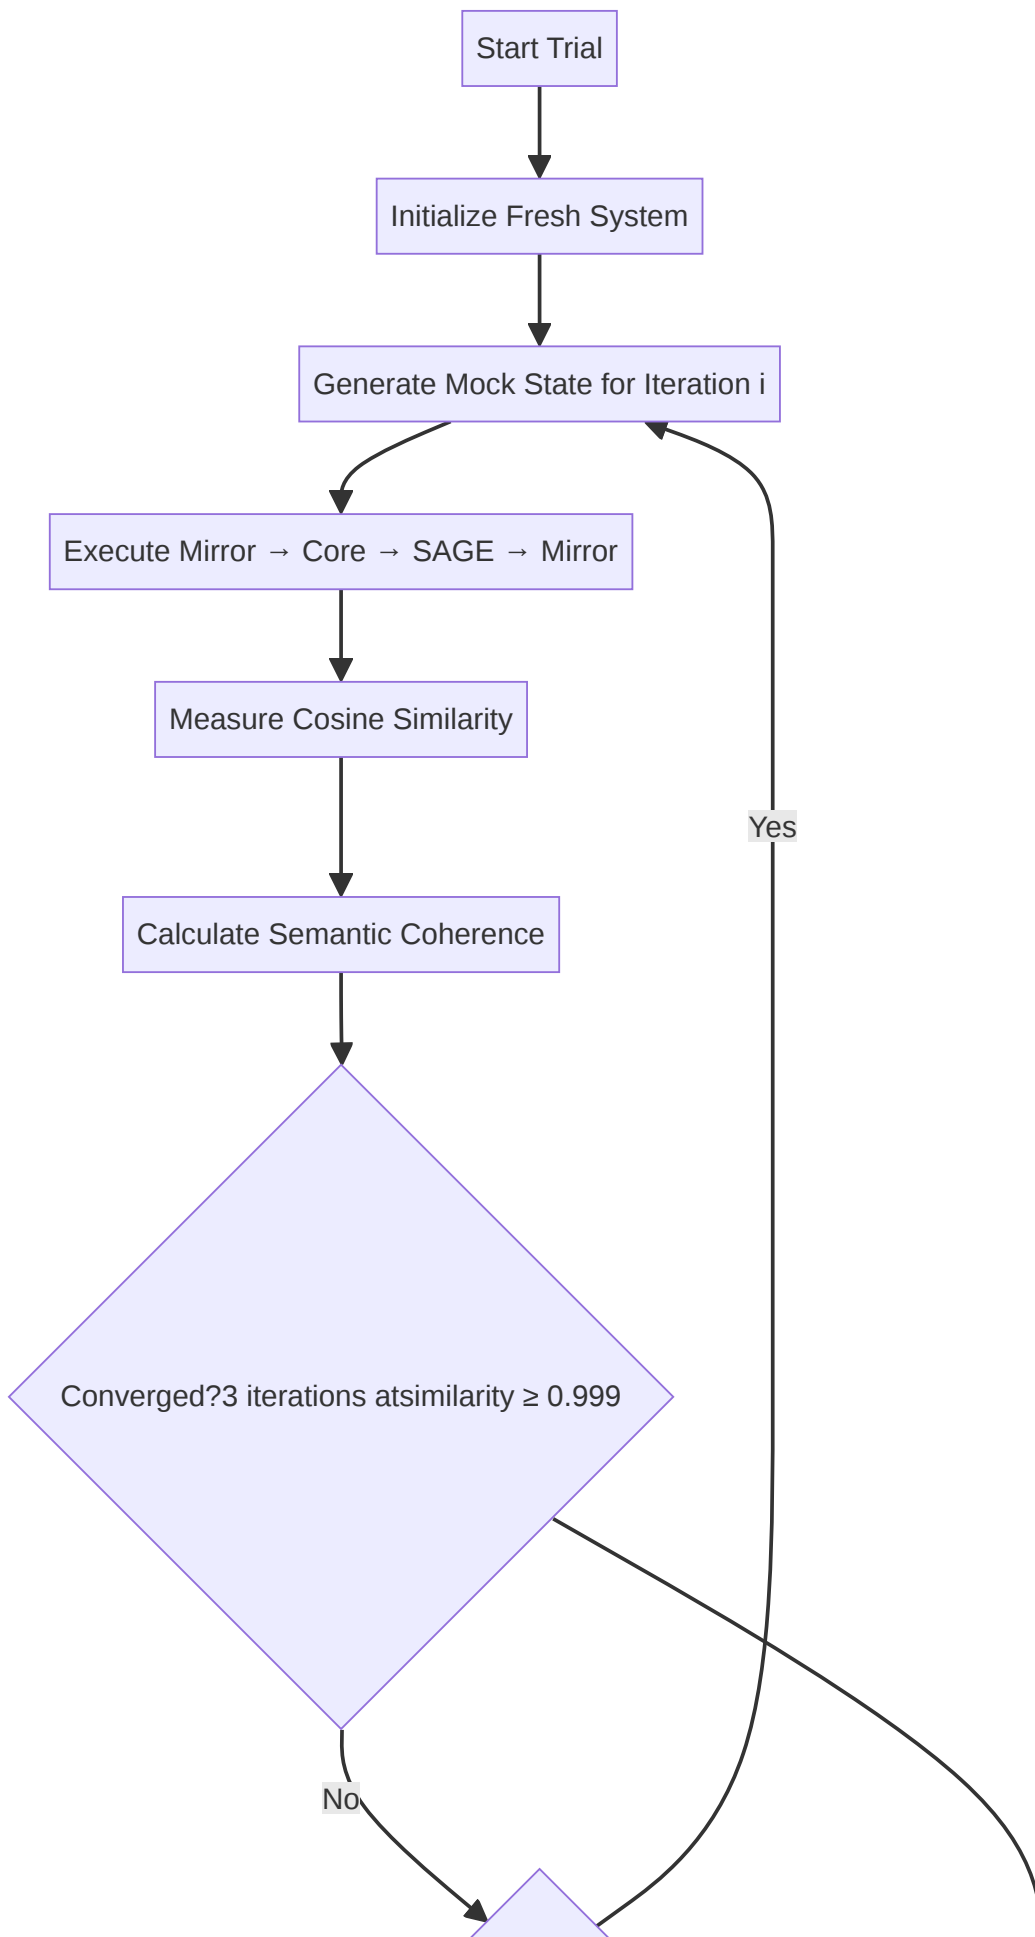 Start Trial
Initialize Fresh System
Generate Mock State for Iteration i
Execute Mirror → Core → SAGE → Mirror
Measure Cosine Similarity
Yes
Calculate Semantic Coherence
Converged?3 iterations atsimilarity ≥ 0.999
No